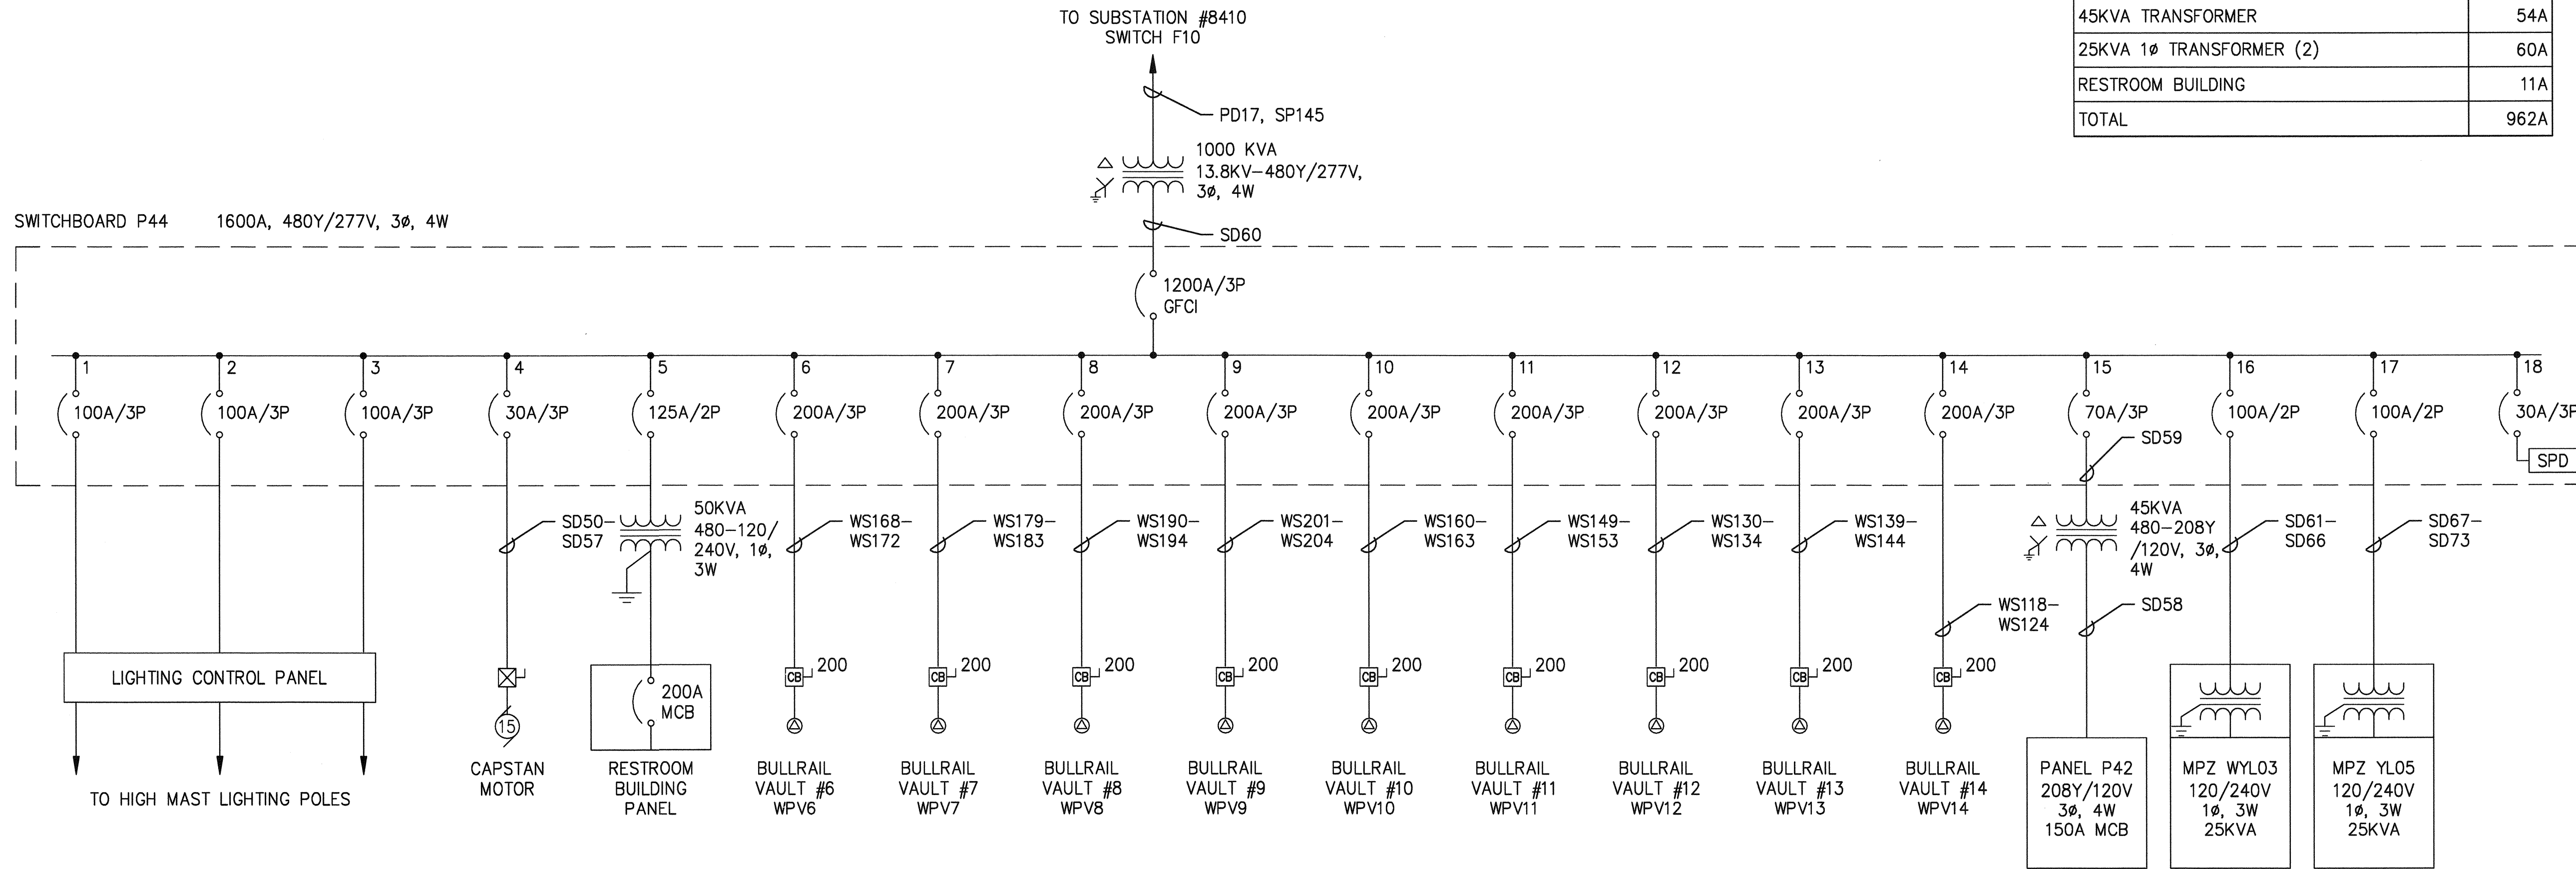 TO SUBSTATION #8410
SWITCH F10
45KVA TRANSFORMER 54A
25KVA 1ø TRANSFORMER (2) 60A
RESTROOM BUILDING 11A
TOTAL 962A
PD17, SP145
1000 KVA
13.8KV-480Y/277V,
3ø, 4W
SWITCHBOARD P44 1600A, 480Y/277V, 3ø, 4W
SD60
1200A/3P
GFCI
1 2 3 4 5 6 7 8 9 10 11 12 13 14 15 16 17 18
100A/3P 100A/3P 100A/3P 30A/3P 125A/2P 200A/3P 200A/3P 200A/3P 200A/3P 200A/3P 200A/3P 200A/3P 200A/3P 200A/3P 70A/3P 100A/2P 100A/2P 30A/3P
SD59
SPD
SD50-
SD57
50KVA
480-120/
240V, 1ø,
3W
WS168-
WS172
WS179-
WS183
WS190-
WS194
WS201-
WS204
WS160-
WS163
WS149-
WS153
WS130-
WS134
WS139-
WS144
WS118-
WS124
45KVA
480-208Y
/120V, 3ø,
4W
SD58
SD61-
SD66
SD67-
SD73
LIGHTING CONTROL PANEL
15
200A
MCB
CB 200
CB 200
CB 200
CB 200
CB 200
CB 200
CB 200
CB 200
CB 200
TO HIGH MAST LIGHTING POLES
CAPSTAN
MOTOR
RESTROOM
BUILDING
PANEL
BULLRAIL
VAULT #6
WPV6
BULLRAIL
VAULT #7
WPV7
BULLRAIL
VAULT #8
WPV8
BULLRAIL
VAULT #9
WPV9
BULLRAIL
VAULT #10
WPV10
BULLRAIL
VAULT #11
WPV11
BULLRAIL
VAULT #12
WPV12
BULLRAIL
VAULT #13
WPV13
BULLRAIL
VAULT #14
WPV14
PANEL P42
208Y/120V
3ø, 4W
150A MCB
MPZ WYL03
120/240V
1ø, 3W
25KVA
MPZ YL05
120/240V
1ø, 3W
25KVA